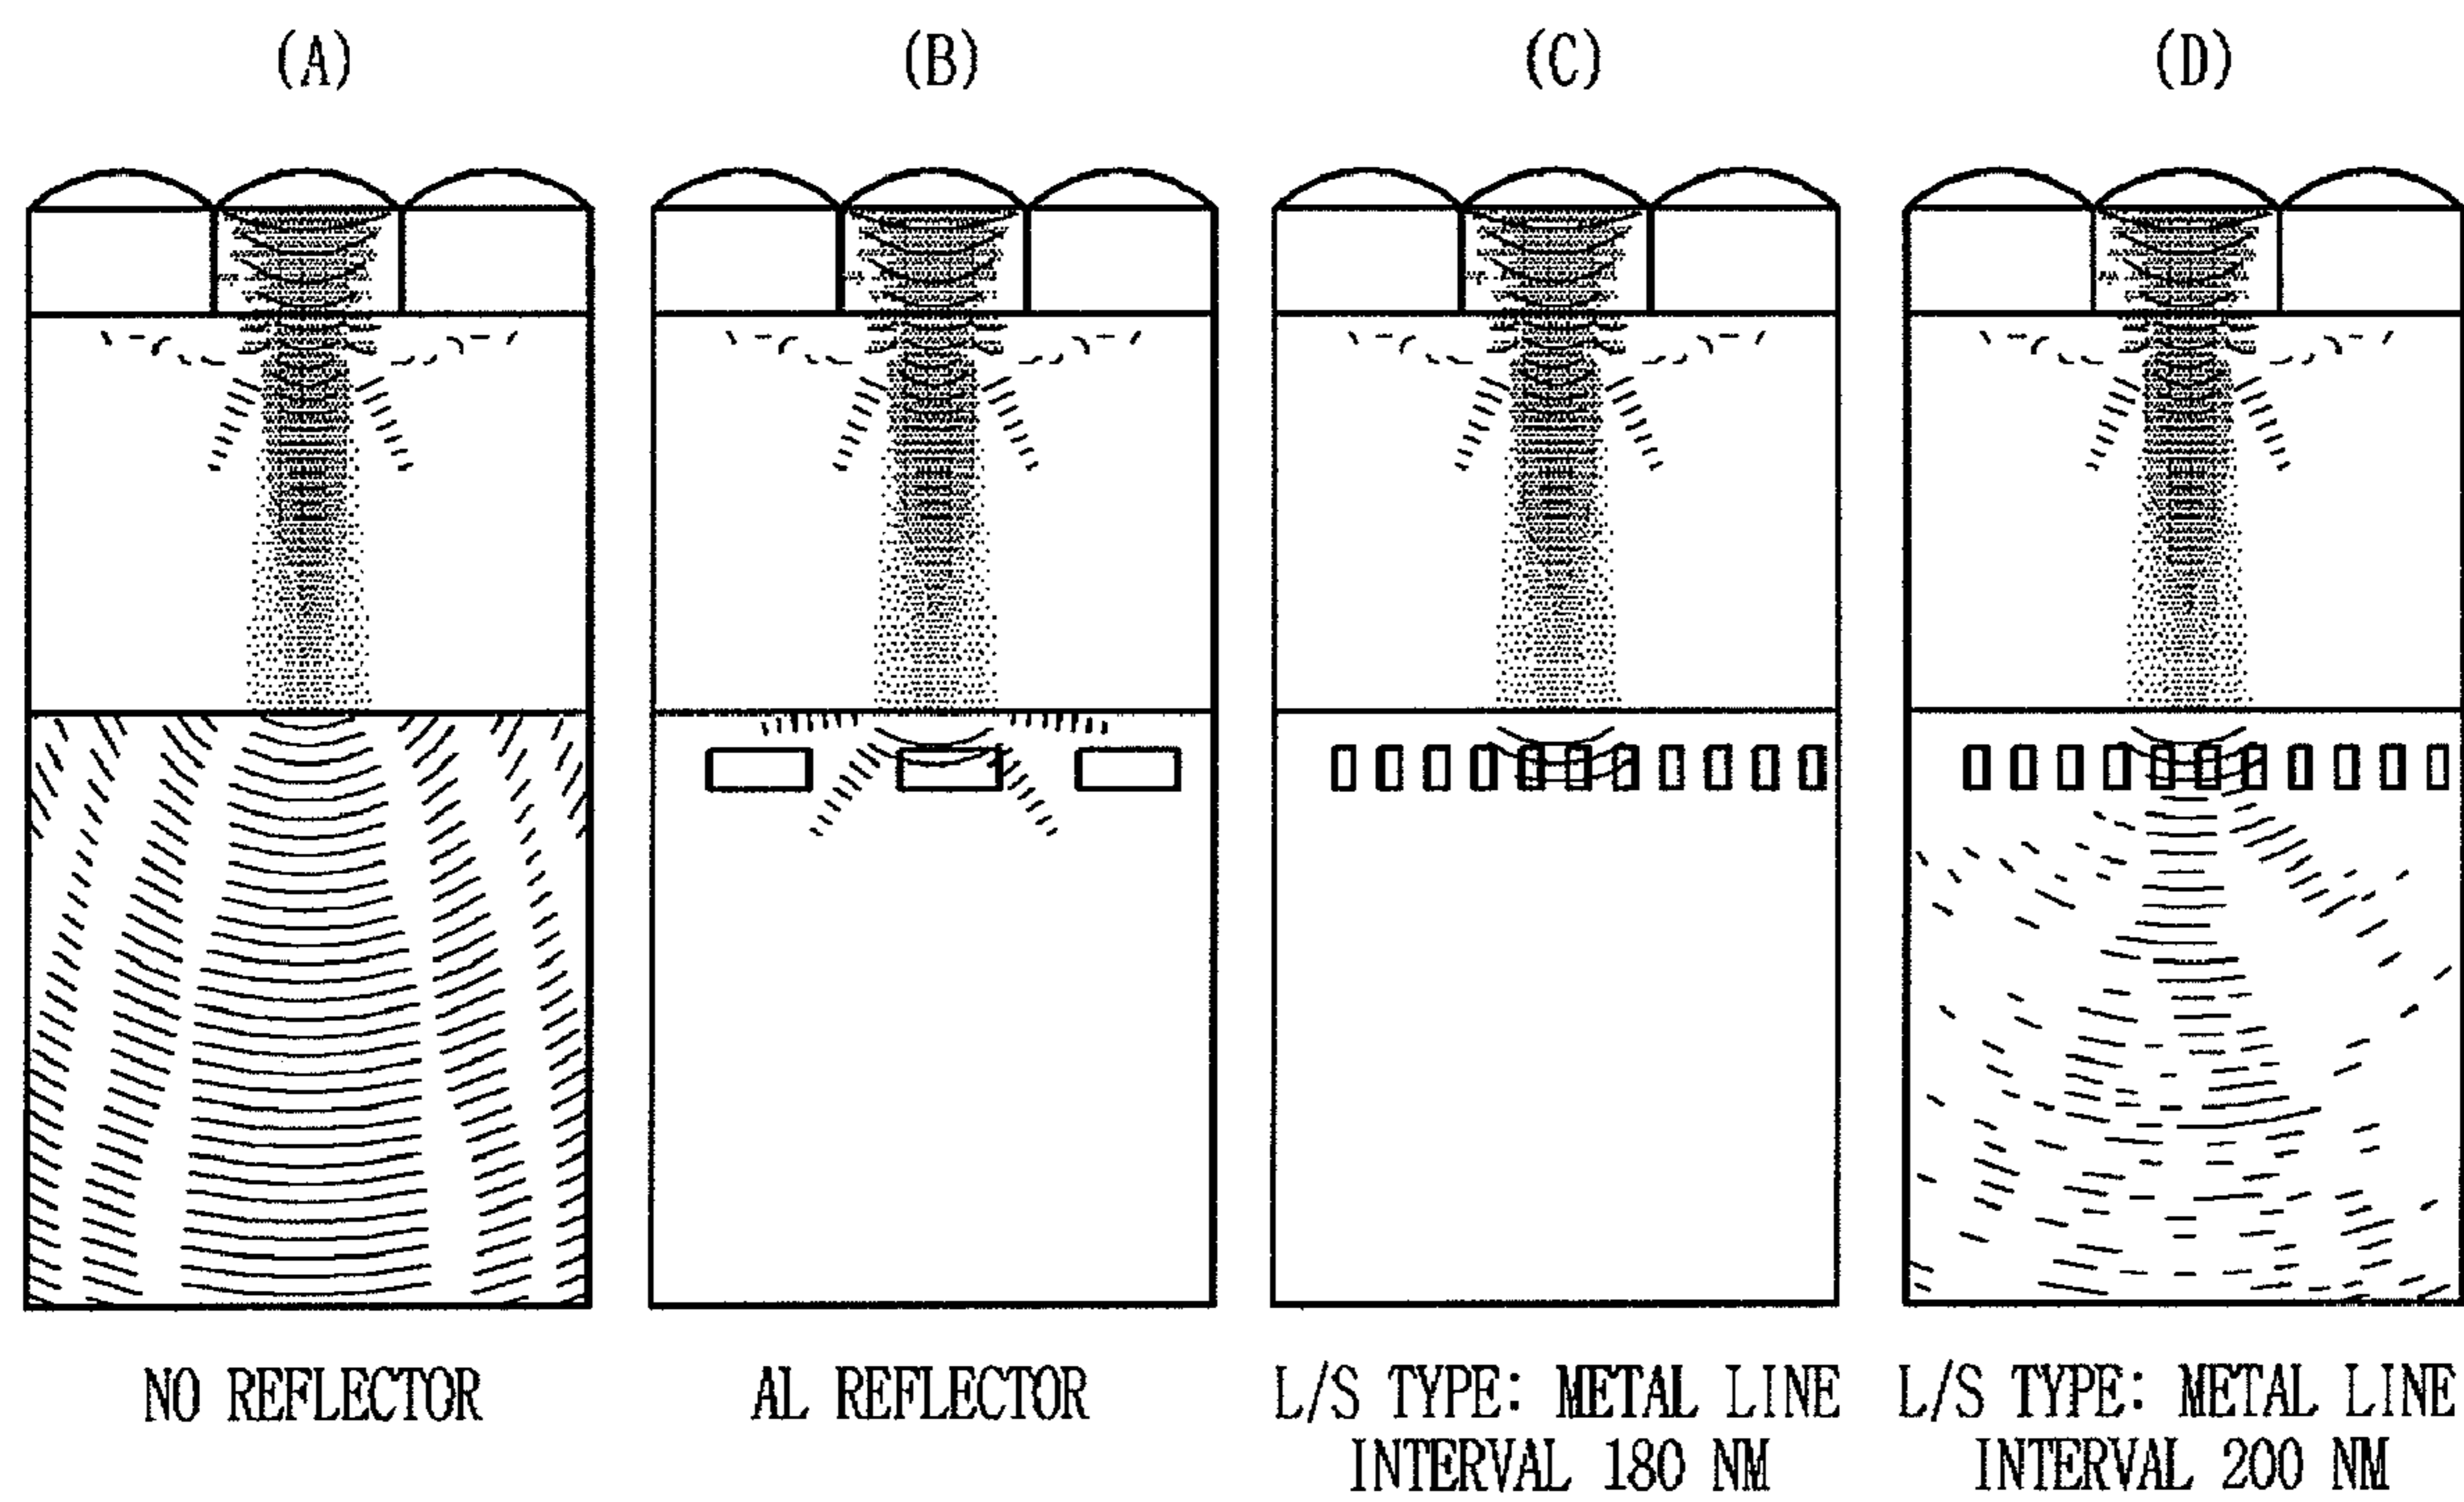 (A)
(B)
(C)
(D)
NO REFLECTOR
AL REFLECTOR
L/S TYPE: METAL LINE
INTERVAL 180 NM
L/S TYPE: METAL LINE
INTERVAL 200 NM